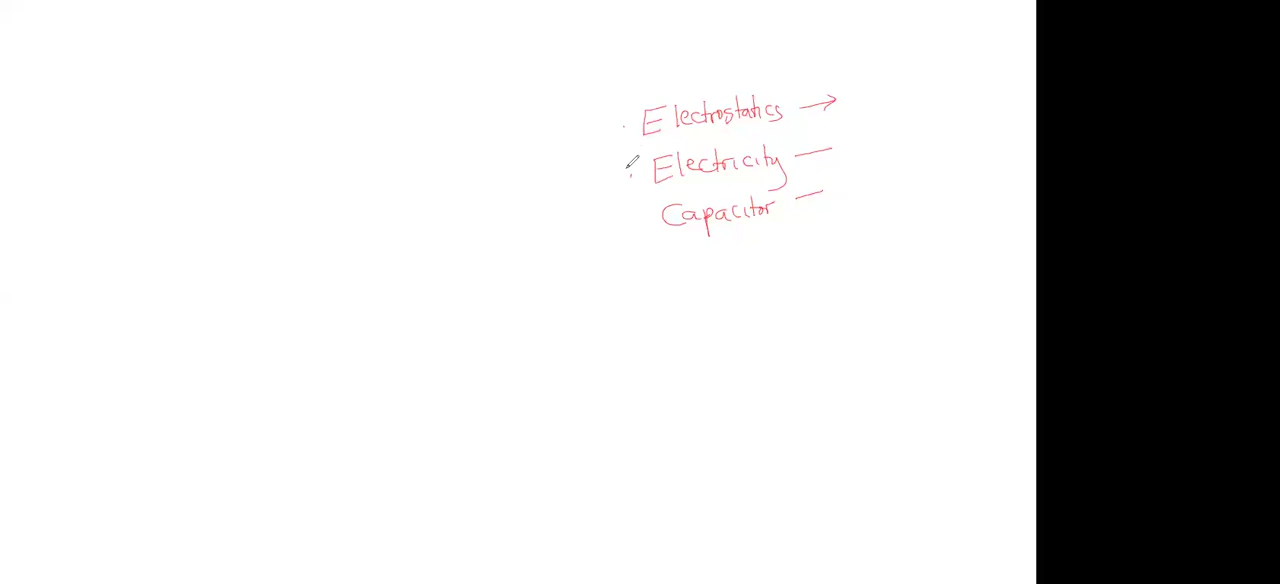 Electrostatics →
Electricity —
Capacitor —